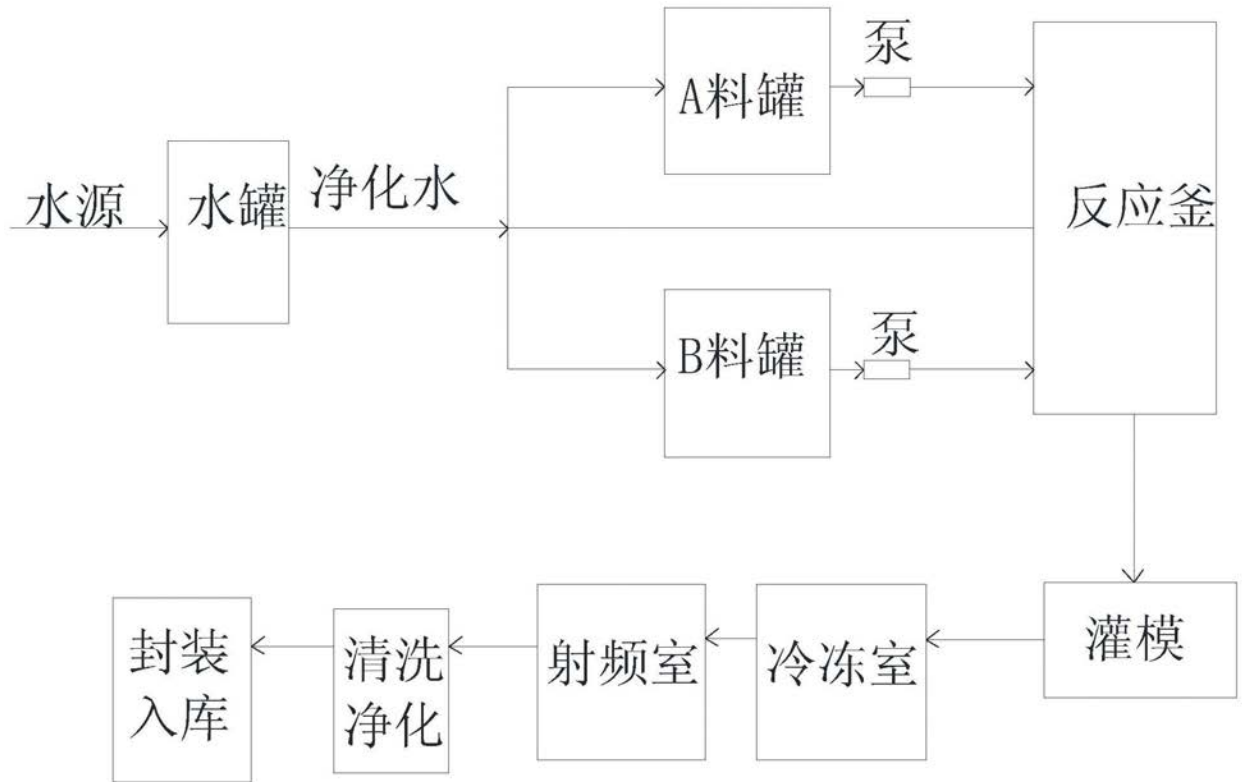 泵
A料罐
水源
水罐
净化水
反应釜
B料罐
泵
灌模
冷冻室
射频室
清洗
净化
封装
入库